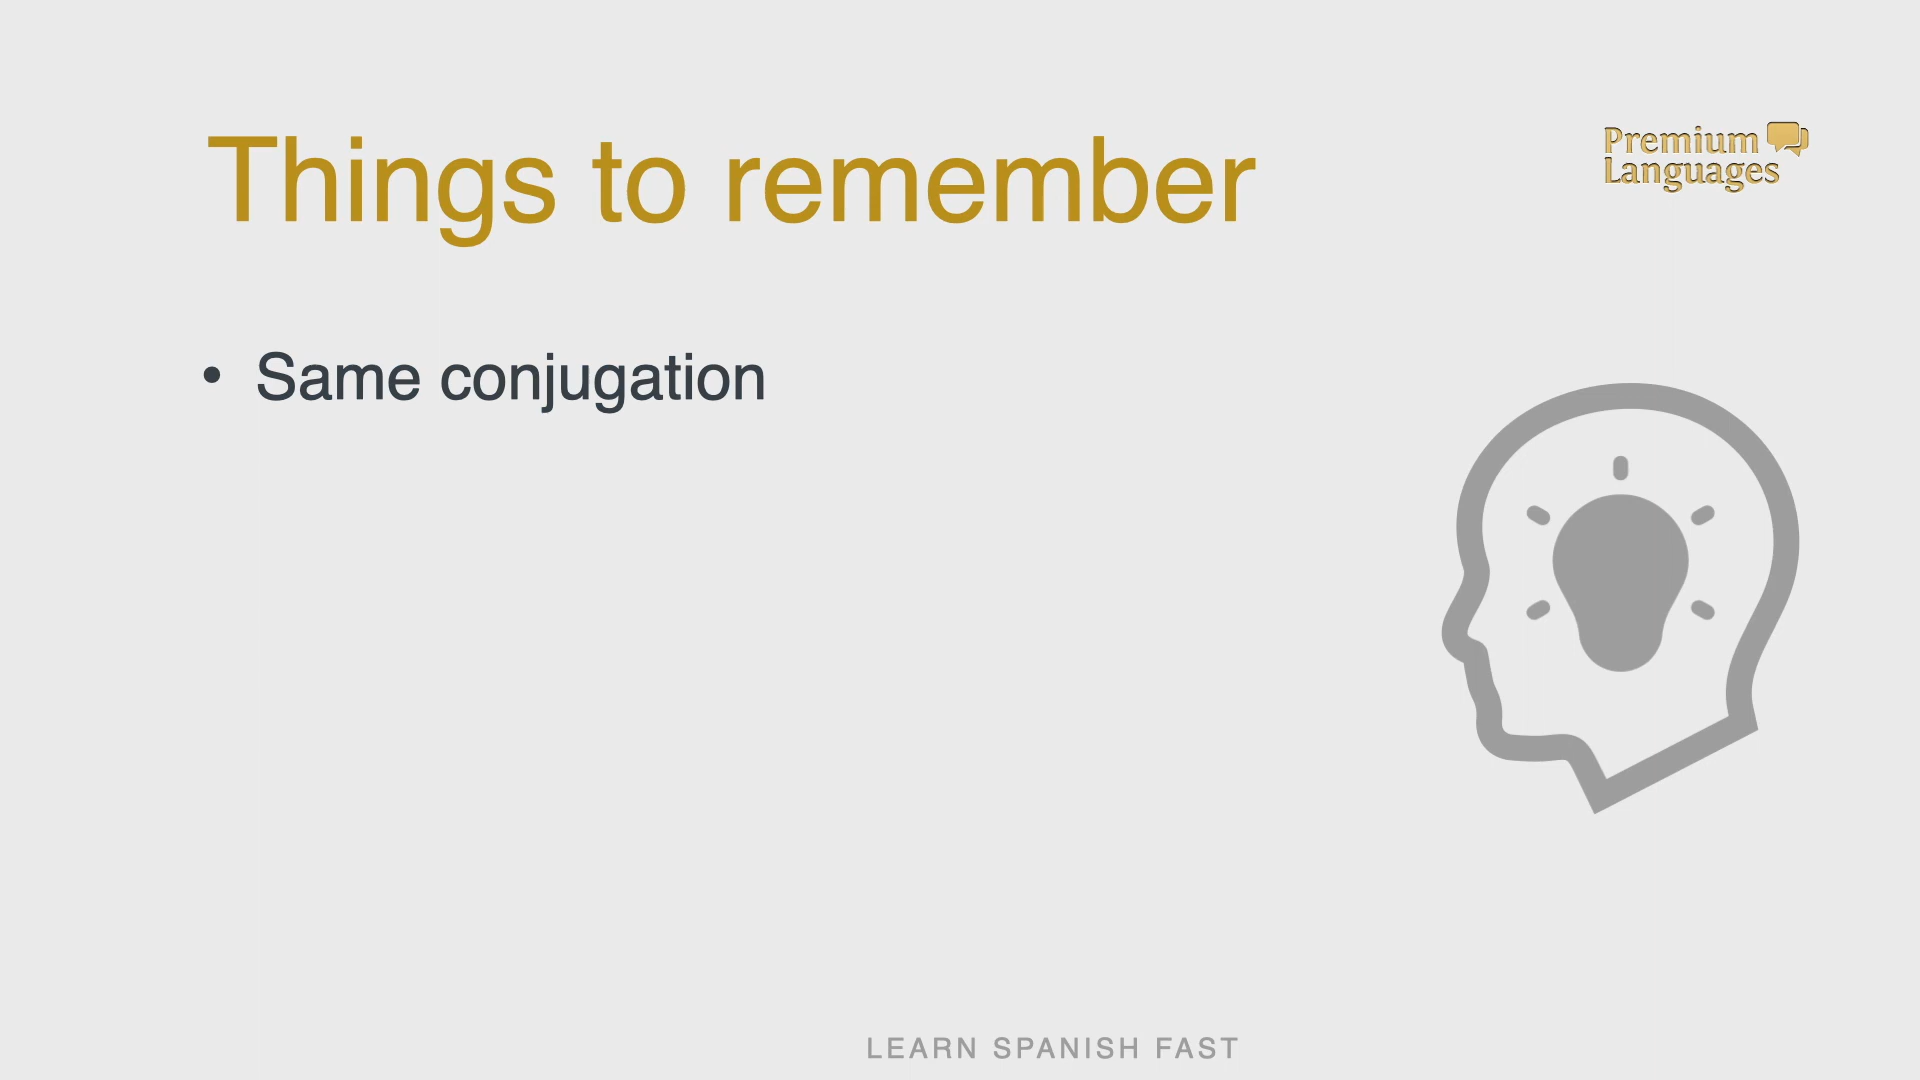 Things to remember
Premium
Languages
• Same conjugation
LEARN SPANISH FAST